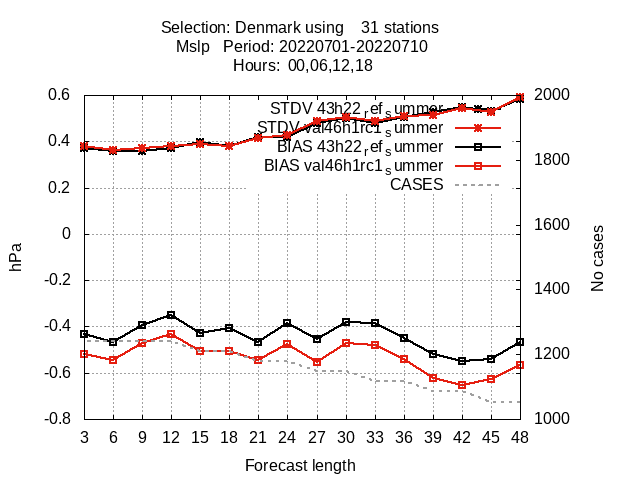 Selection: Denmark using    31 stations
Mslp   Period: 20220701-20220710
Hours:  00,06,12,18
STDV 43h22_ref_summer
STDV val46h1rc1_summer
BIAS 43h22_ref_summer
BIAS val46h1rc1_summer
CASES
0.6
0.4
0.2
0
-0.2
-0.4
-0.6
-0.8
hPa
2000
1800
1600
1400
1200
1000
No cases
3 6 9 12 15 18 21 24 27 30 33 36 39 42 45 48
Forecast length